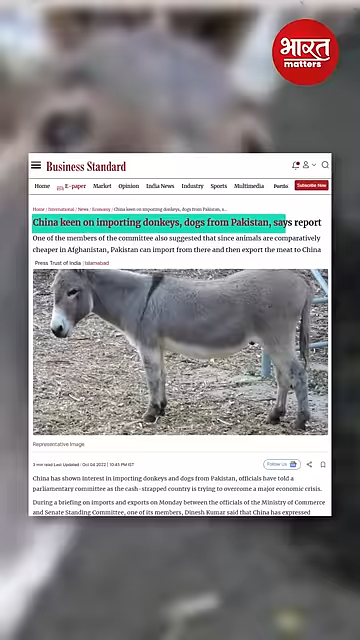 भारत
matters
Business Standard
Home E-paper Market Opinion India News Industry Sports Multimedia Subscribe Now
Home / International / News / Economy / China keen on importing donkeys, dogs from Pakistan, s...
China keen on importing donkeys, dogs from Pakistan, says report
One of the members of the committee also suggested that since animals are comparatively
cheaper in Afghanistan, Pakistan can import from there and then export the meat to China
Press Trust of India | Islamabad
Representative Image
3 min read Last Updated : Oct 04 2022 | 10:45 PM IST
Follow Us
China has shown interest in importing donkeys and dogs from Pakistan, officials have told a
parliamentary committee as the cash-strapped country is trying to overcome a major economic crisis.
During a briefing on imports and exports on Monday between the officials of the Ministry of Commerce
and Senate Standing Committee, one of its members, Dinesh Kumar said that China has expressed